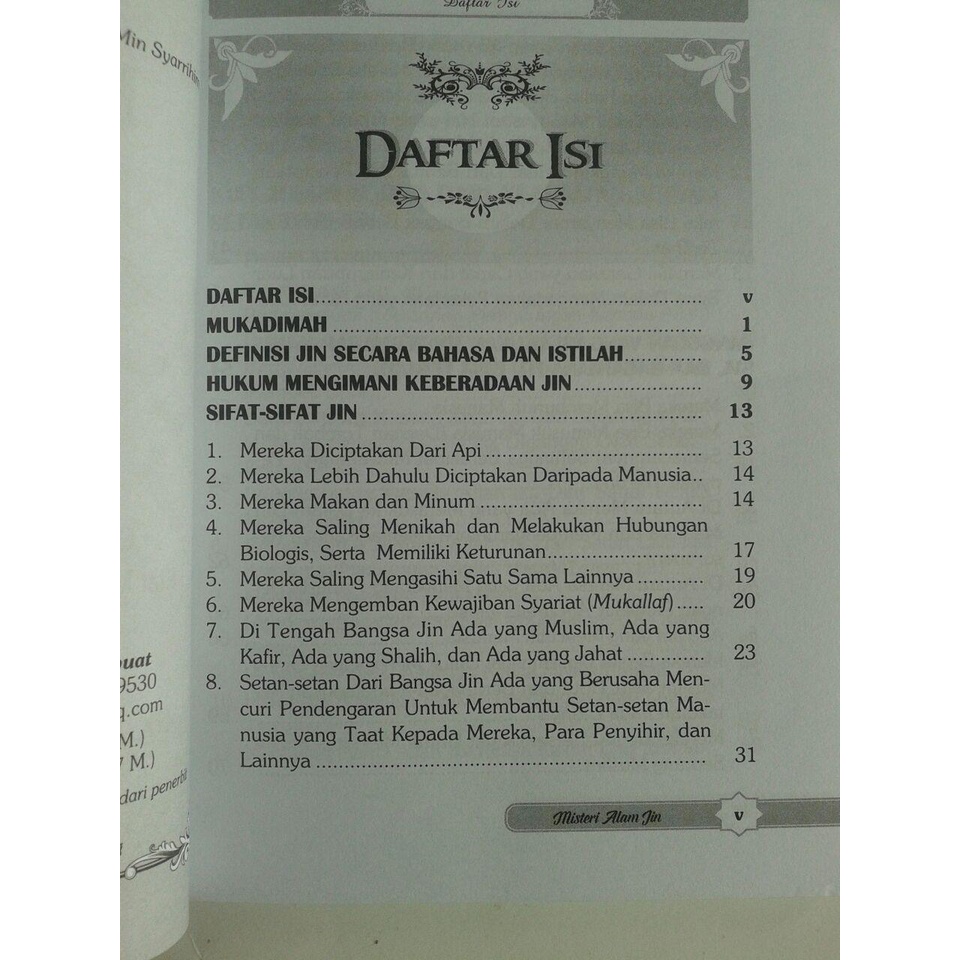 Min Syarrihim
uat
9530
q.com
M.)
7 M.)
dari penerbit
Daftar Isi
DAFTAR ISI
DAFTAR ISI.......... v
MUKADIMAH .......... 1
DEFINISI JIN SECARA BAHASA DAN ISTILAH.......... 5
HUKUM MENGIMANI KEBERADAAN JIN.......... 9
SIFAT-SIFAT JIN .......... 13
1. Mereka Diciptakan Dari Api .......... 13
2. Mereka Lebih Dahulu Diciptakan Daripada Manusia.. 14
3. Mereka Makan dan Minum .......... 14
4. Mereka Saling Menikah dan Melakukan Hubungan
Biologis, Serta Memiliki Keturunan.......... 17
5. Mereka Saling Mengasihi Satu Sama Lainnya .......... 19
6. Mereka Mengemban Kewajiban Syariat (Mukallaf)..... 20
7. Di Tengah Bangsa Jin Ada yang Muslim, Ada yang
Kafir, Ada yang Shalih, dan Ada yang Jahat .......... 23
8. Setan-setan Dari Bangsa Jin Ada yang Berusaha Men-
curi Pendengaran Untuk Membantu Setan-setan Ma-
nusia yang Taat Kepada Mereka, Para Penyihir, dan
Lainnya .......... 31
Misteri Alam Jin v